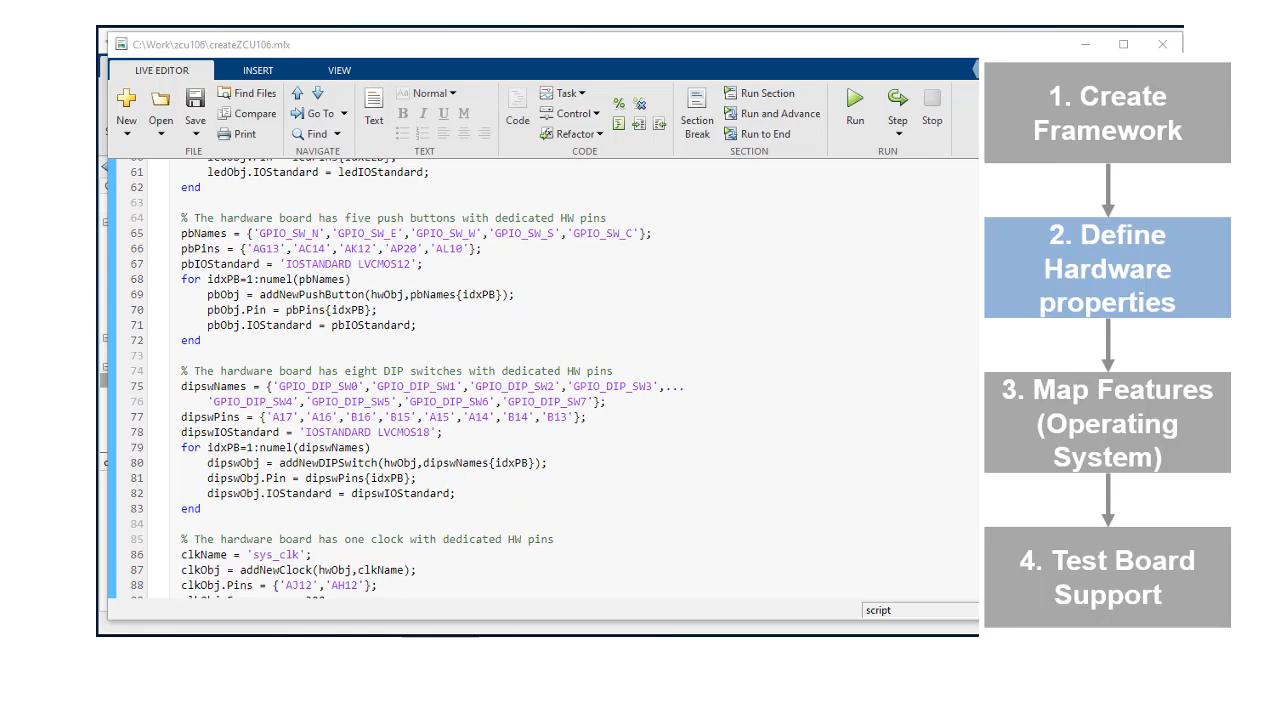 C:\Work\zcu106\createZCU106.mlx
LIVE EDITOR INSERT VIEW
New Open Save Find Files Compare Print
FILE
Go To Find
NAVIGATE
Text Aa Normal
B I U M
TEXT
Code Task Control Refactor
CODE
Section Break Run Section Run and Advance Run to End
SECTION
Run Step Stop
RUN
61 ledObj.IOStandard = ledIOStandard;
62 end
63
64 % The hardware board has five push buttons with dedicated HW pins
65 pbNames = {'GPIO_SW_N','GPIO_SW_E','GPIO_SW_W','GPIO_SW_S','GPIO_SW_C'};
66 pbPins = {'AG13','AC14','AK12','AP20','AL10'};
67 pbIOStandard = 'IOSTANDARD LVCMOS12';
68 for idxPB=1:numel(pbNames)
69 pbObj = addNewPushButton(hwObj,pbNames{idxPB});
70 pbObj.Pin = pbPins{idxPB};
71 pbObj.IOStandard = pbIOStandard;
72 end
73
74 % The hardware board has eight DIP switches with dedicated HW pins
75 dipswNames = {'GPIO_DIP_SW0','GPIO_DIP_SW1','GPIO_DIP_SW2','GPIO_DIP_SW3',...
76 'GPIO_DIP_SW4','GPIO_DIP_SW5','GPIO_DIP_SW6','GPIO_DIP_SW7'};
77 dipswPins = {'A17','A16','B16','B15','A15','A14','B14','B13'};
78 dipswIOStandard = 'IOSTANDARD LVCMOS18';
79 for idxPB=1:numel(dipswNames)
80 dipswObj = addNewDIPSwitch(hwObj,dipswNames{idxPB});
81 dipswObj.Pin = dipswPins{idxPB};
82 dipswObj.IOStandard = dipswIOStandard;
83 end
84
85 % The hardware board has one clock with dedicated HW pins
86 clkName = 'sys_clk';
87 clkObj = addNewClock(hwObj,clkName);
88 clkObj.Pins = {'AJ12','AH12'};
script
1. Create
Framework
2. Define
Hardware
properties
3. Map Features
(Operating
System)
4. Test Board
Support